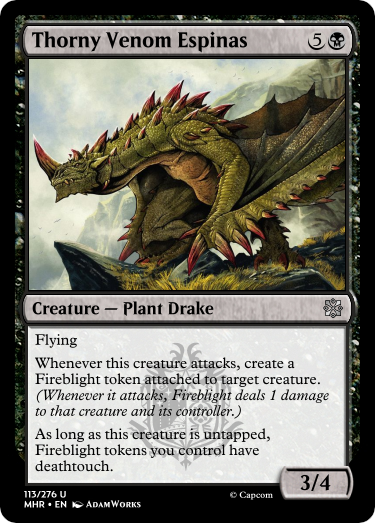 Thorny Venom Espinas 5
Creature — Plant Drake
Flying
Whenever this creature attacks, create a
Fireblight token attached to target creature.
(Whenever it attacks, Fireblight deals 1 damage
to that creature and its controller.)
As long as this creature is untapped,
Fireblight tokens you control have
deathtouch.
3/4
113/276 U
MHR • EN ADAMWORKS © Capcom